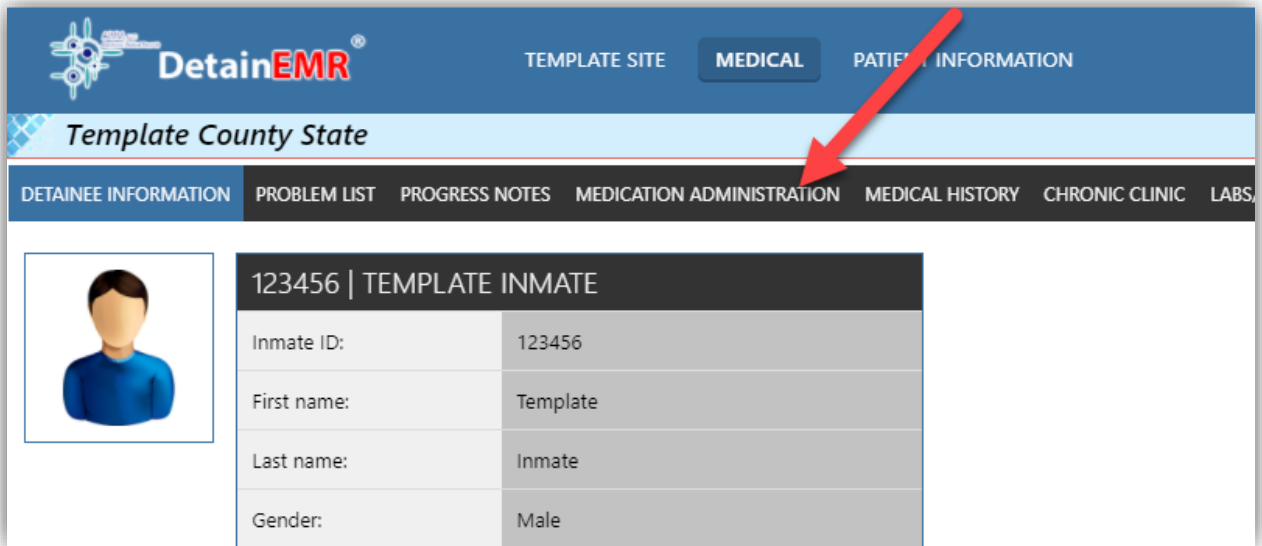 DetainEMR®
TEMPLATE SITE MEDICAL PATIENT INFORMATION
Template County State
DETAINEE INFORMATION PROBLEM LIST PROGRESS NOTES MEDICATION ADMINISTRATION MEDICAL HISTORY CHRONIC CLINIC LABS/
123456 | TEMPLATE INMATE
Inmate ID: 123456
First name: Template
Last name: Inmate
Gender: Male